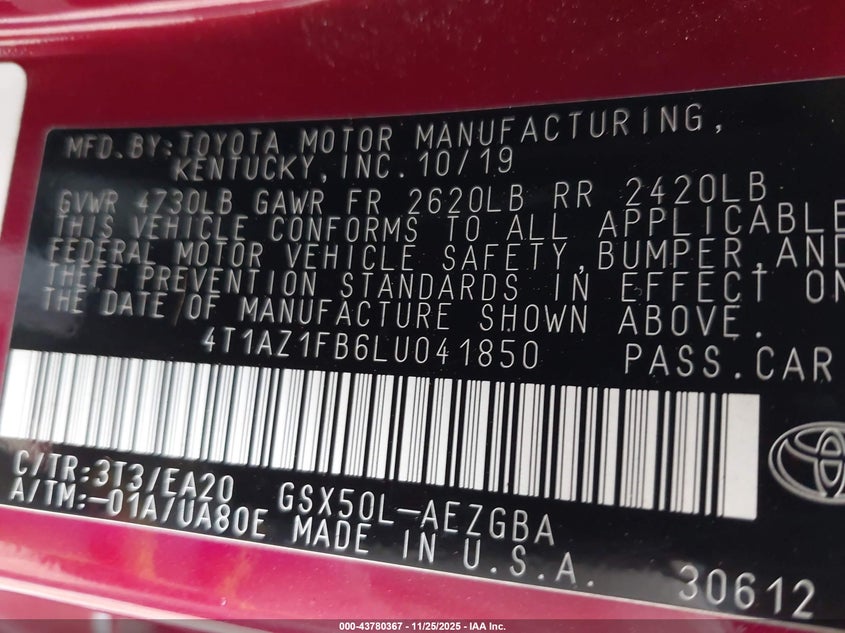 MFD. BY: TOYOTA MOTOR MANUFACTURING,
KENTUCKY, INC. 10/19
GVWR 4730LB GAWR FR 2620LB RR 2420LB
THIS VEHICLE CONFORMS TO ALL APPLICABLE
FEDERAL MOTOR VEHICLE SAFETY, BUMPER, AND
THEFT PREVENTION STANDARDS IN EFFECT ON
THE DATE OF MANUFACTURE SHOWN ABOVE.
4T1AZ1FB6LU041850 PASS. CAR
C/TR: 3T3/EA20 GSX50L-AEZGBA
A/TM: -01A/UA80E MADE IN U.S.A. 30612
000-43780367 - 11/25/2025 - IAA Inc.